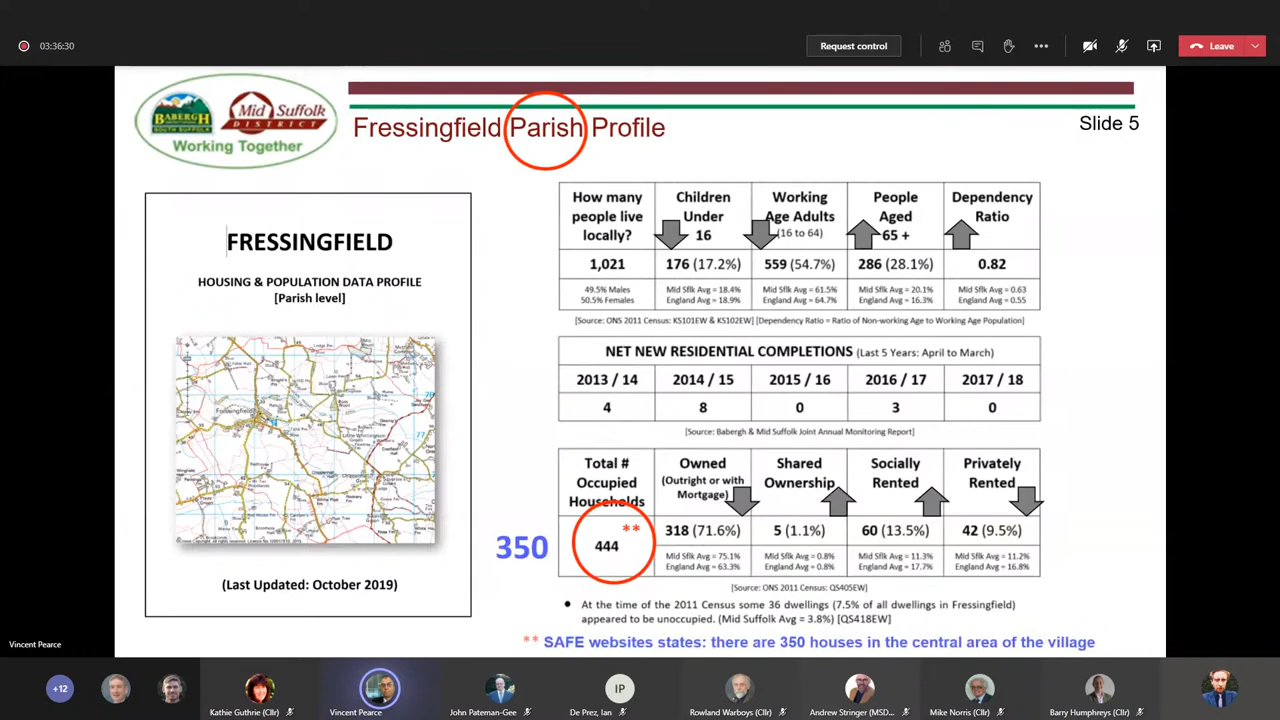 03:36:30
Request control
Leave
BABERGH
SOUTH SUFFOLK
Mid Suffolk
DISTRICT
Working Together
Fressingfield Parish Profile
Slide 5
FRESSINGFIELD
HOUSING & POPULATION DATA PROFILE
[Parish level]
Fressingfield
(Last Updated: October 2019)
How many people live locally?
Children Under 16
Working Age Adults (16 to 64)
People Aged 65 +
Dependency Ratio
1,021
176 (17.2%)
559 (54.7%)
286 (28.1%)
0.82
49.5% Males
50.5% Females
Mid Sflk Avg = 18.4%
England Avg = 18.9%
Mid Sflk Avg = 61.5%
England Avg = 64.7%
Mid Sflk Avg = 20.1%
England Avg = 16.3%
Mid Sflk Avg = 0.63
England Avg = 0.55
[Source: ONS 2011 Census: KS101EW & KS102EW] [Dependency Ratio = Ratio of Non-working Age to Working Age Population]
NET NEW RESIDENTIAL COMPLETIONS (Last 5 Years: April to March)
2013 / 14 2014 / 15 2015 / 16 2016 / 17 2017 / 18
4 8 0 3 0
[Source: Babergh & Mid Suffolk Joint Annual Monitoring Report]
Total # Occupied Households
Owned (Outright or with Mortgage)
Shared Ownership
Socially Rented
Privately Rented
350
**
444
318 (71.6%)
5 (1.1%)
60 (13.5%)
42 (9.5%)
Mid Sflk Avg = 75.1%
England Avg = 63.3%
Mid Sflk Avg = 0.8%
England Avg = 0.8%
Mid Sflk Avg = 11.3%
England Avg = 17.7%
Mid Sflk Avg = 11.2%
England Avg = 16.8%
[Source: ONS 2011 Census: QS405EW]
● At the time of the 2011 Census some 36 dwellings (7.5% of all dwellings in Fressingfield)
appeared to be unoccupied. (Mid Suffolk Avg = 3.8%) [QS418EW]
** SAFE websites states: there are 350 houses in the central area of the village
Vincent Pearce
+12
IP
Kathie Guthrie (Cllr)
Vincent Pearce
John Pateman-Gee
De Prez, Ian
Rowland Warboys (Cllr)
Andrew Stringer (MSD...
Mike Norris (Cllr)
Barry Humphreys (Cllr)